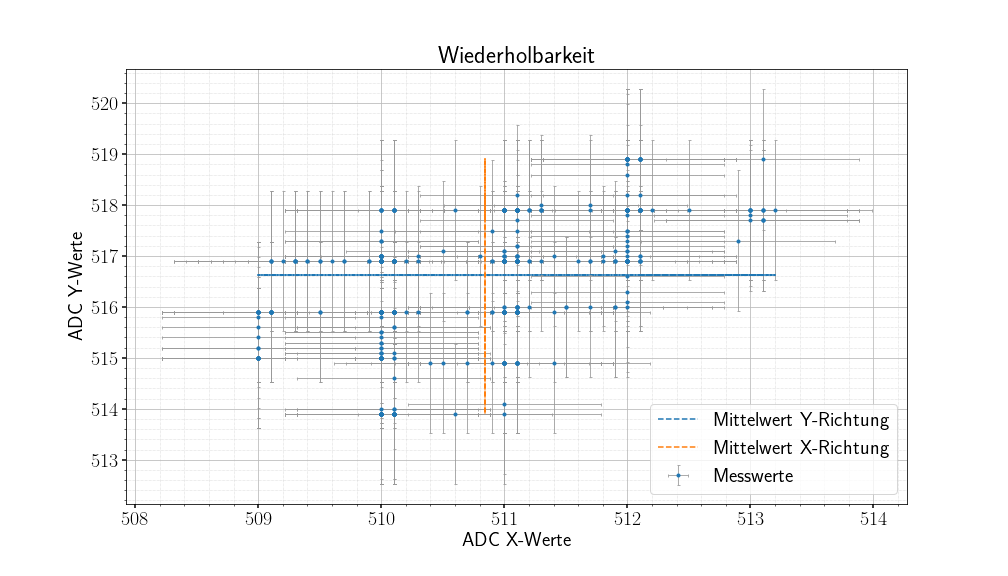 Wiederholbarkeit
ADC Y-Werte
520
519
518
517
516
515
514
513
Mittelwert Y-Richtung
Mittelwert X-Richtung
Messwerte
508 509 510 511 512 513 514
ADC X-Werte